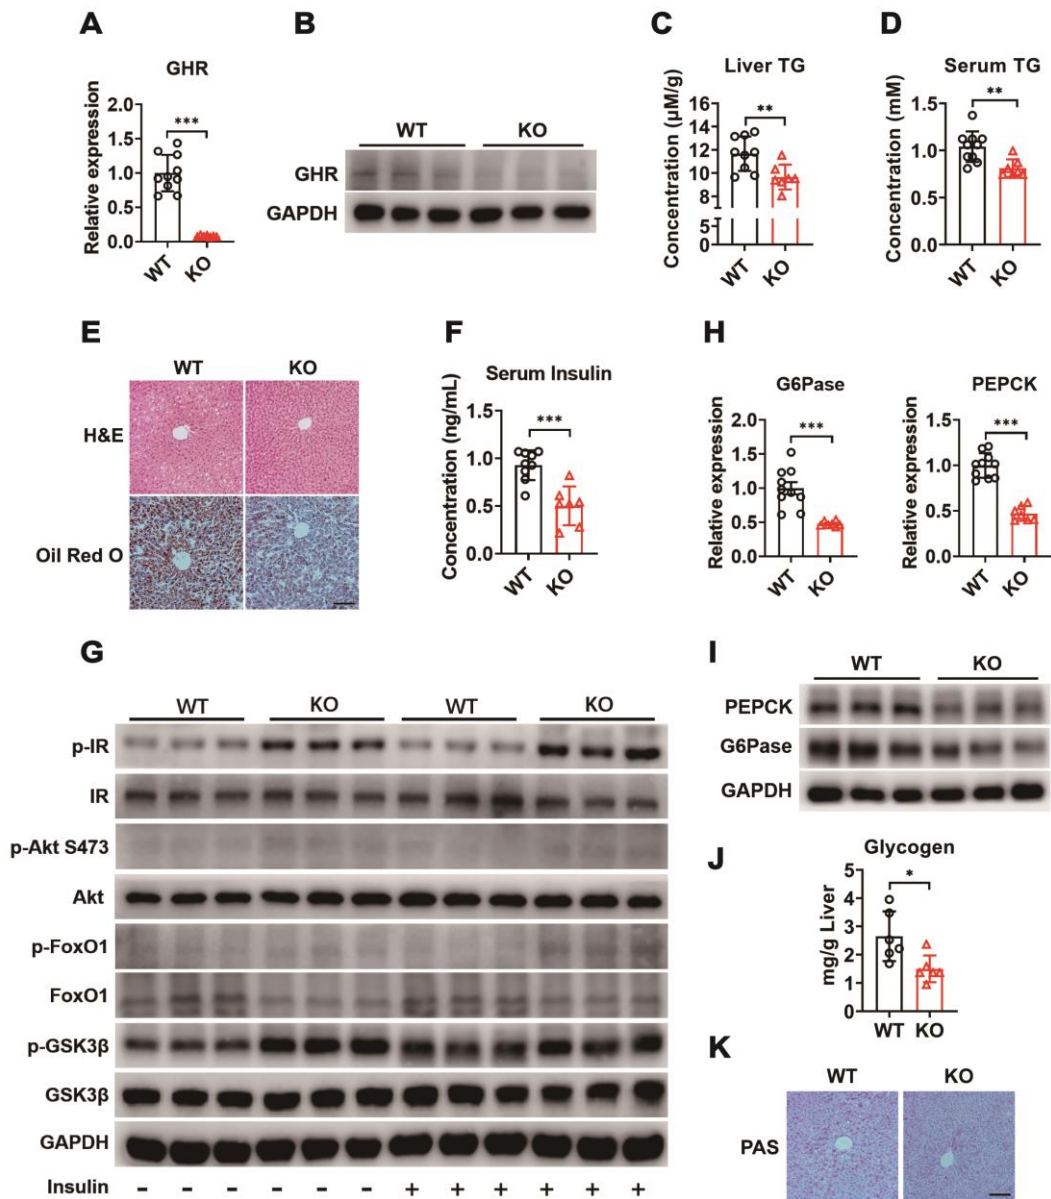 A
GHR
Relative expression
2.0
1.5
1.0
0.5
0.0
***
WT
KO
B
WT KO
GHR
GAPDH
C
Liver TG
Concentration (μM/g)
16
14
12
10
8
5
0
**
WT
KO
D
Serum TG
Concentration (mM)
1.5
1.0
0.5
0.0
**
WT
KO
E
WT KO
H&E
Oil Red O
F
Serum Insulin
Concentration (ng/mL)
1.5
1.0
0.5
0.0
***
WT
KO
H
G6Pase
Relative expression
2.0
1.5
1.0
0.5
0.0
***
WT
KO
PEPCK
Relative expression
1.5
1.0
0.5
0.0
***
WT
KO
G
WT KO WT KO
p-IR
IR
p-Akt S473
Akt
p-FoxO1
FoxO1
p-GSK3β
GSK3β
GAPDH
Insulin - - - - - - + + + + + +
I
WT KO
PEPCK
G6Pase
GAPDH
J
Glycogen
mg/g Liver
5
4
3
2
1
0
*
WT KO
K
WT KO
PAS